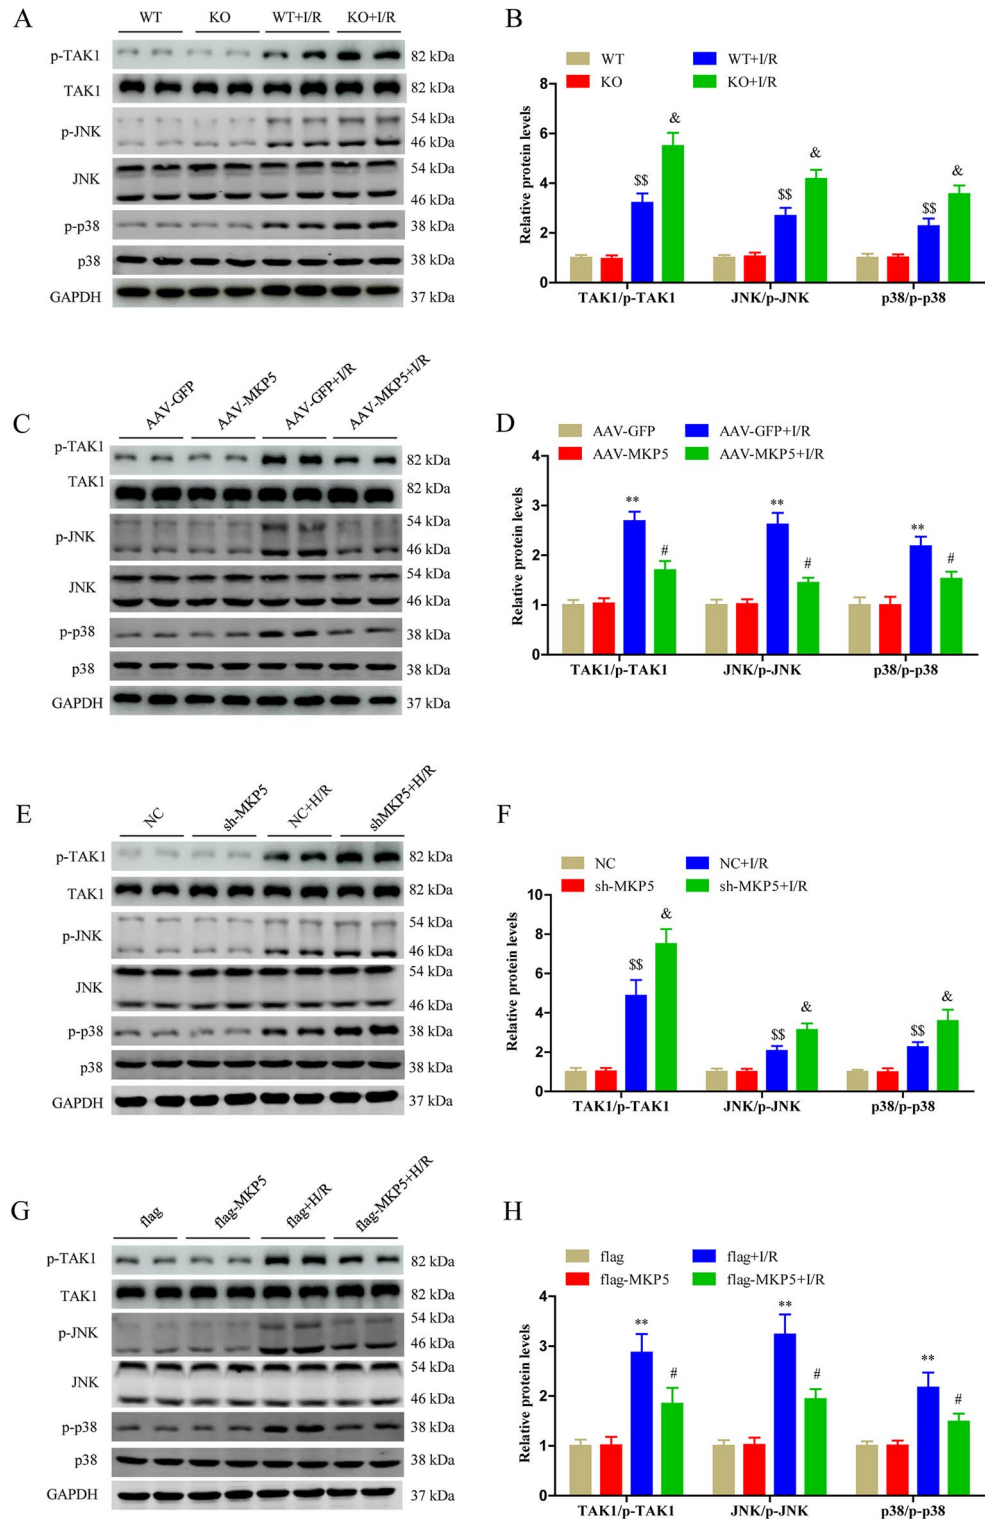 A
WT KO WT+I/R KO+I/R
p-TAK1 82 kDa
TAK1 82 kDa
p-JNK 54 kDa
46 kDa
JNK 54 kDa
46 kDa
p-p38 38 kDa
p38 38 kDa
GAPDH 37 kDa
B
WT WT+I/R
KO KO+I/R
Relative protein levels
8
6
4
2
0
$$ & $$ & $$ &
TAK1/p-TAK1 JNK/p-JNK p38/p-p38
C
AAV-GFP AAV-MKP5 AAV-GFP+I/R AAV-MKP5+I/R
p-TAK1 82 kDa
TAK1 82 kDa
p-JNK 54 kDa
46 kDa
JNK 54 kDa
46 kDa
p-p38 38 kDa
p38 38 kDa
GAPDH 37 kDa
D
AAV-GFP AAV-GFP+I/R
AAV-MKP5 AAV-MKP5+I/R
Relative protein levels
4
3
2
1
0
** # ** # ** #
TAK1/p-TAK1 JNK/p-JNK p38/p-p38
E
NC sh-MKP5 NC+H/R shMKP5+H/R
p-TAK1 82 kDa
TAK1 82 kDa
p-JNK 54 kDa
46 kDa
JNK 54 kDa
46 kDa
p-p38 38 kDa
p38 38 kDa
GAPDH 37 kDa
F
NC NC+I/R
sh-MKP5 sh-MKP5+I/R
Relative protein levels
10
8
6
4
2
0
$$ & $$ & $$ &
TAK1/p-TAK1 JNK/p-JNK p38/p-p38
G
flag flag-MKP5 flag+H/R flag-MKP5+H/R
p-TAK1 82 kDa
TAK1 82 kDa
p-JNK 54 kDa
46 kDa
JNK 54 kDa
46 kDa
p-p38 38 kDa
p38 38 kDa
GAPDH 37 kDa
H
flag flag+I/R
flag-MKP5 flag-MKP5+I/R
Relative protein levels
4
3
2
1
0
** # ** # ** #
TAK1/p-TAK1 JNK/p-JNK p38/p-p38